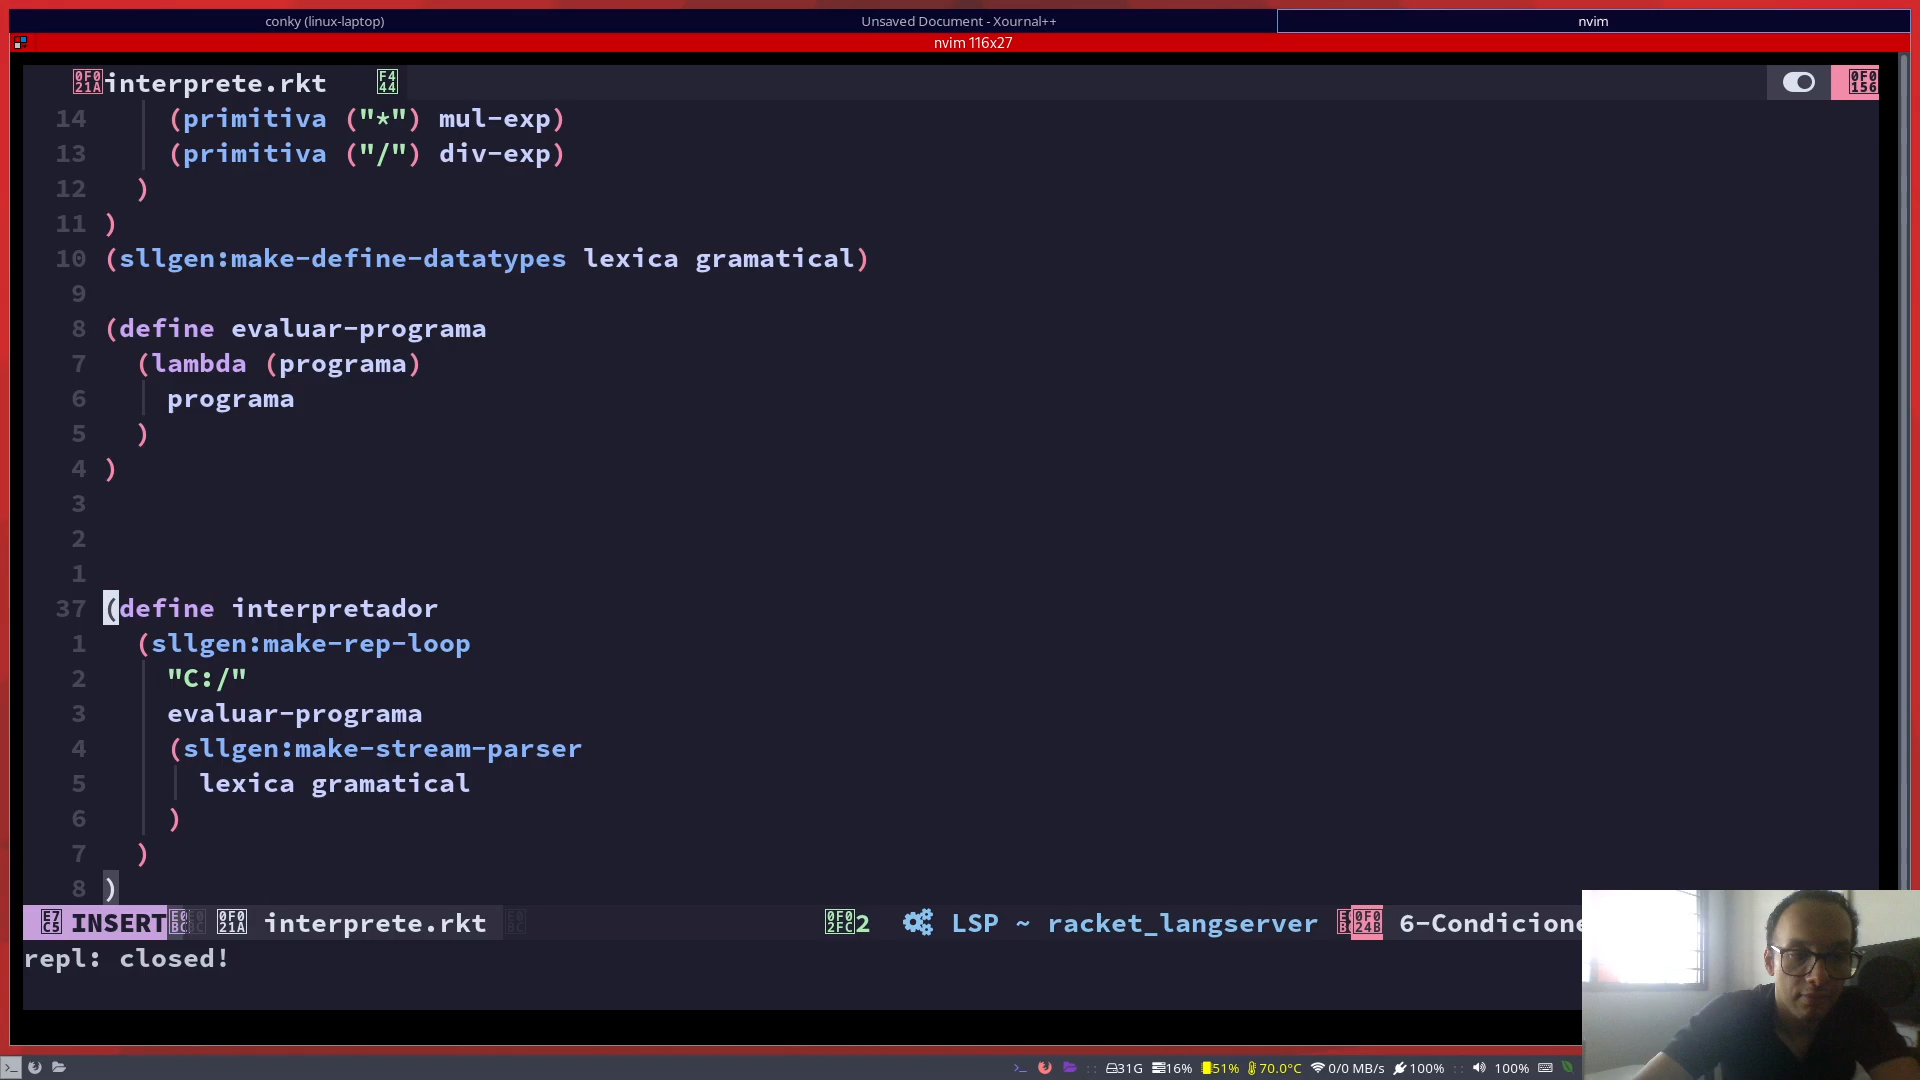 conky (linux-laptop)
Unsaved Document - Xournal++
nvim
nvim 116x27
interprete.rkt
14 (primitiva ("*") mul-exp)
13 (primitiva ("/") div-exp)
12 )
11 )
10 (sllgen:make-define-datatypes lexica gramatical)
9
8 (define evaluar-programa
7 (lambda (programa)
6 programa
5 )
4 )
3
2
1
37 (define interpretador
1 (sllgen:make-rep-loop
2 "C:/"
3 evaluar-programa
4 (sllgen:make-stream-parser
5 lexica gramatical
6 )
7 )
8 )
INSERT interprete.rkt 2 LSP ~ racket_langserver 6-Condicione
repl: closed!
31G 16% 51% 70.0°C 0/0 MB/s 100% 100%